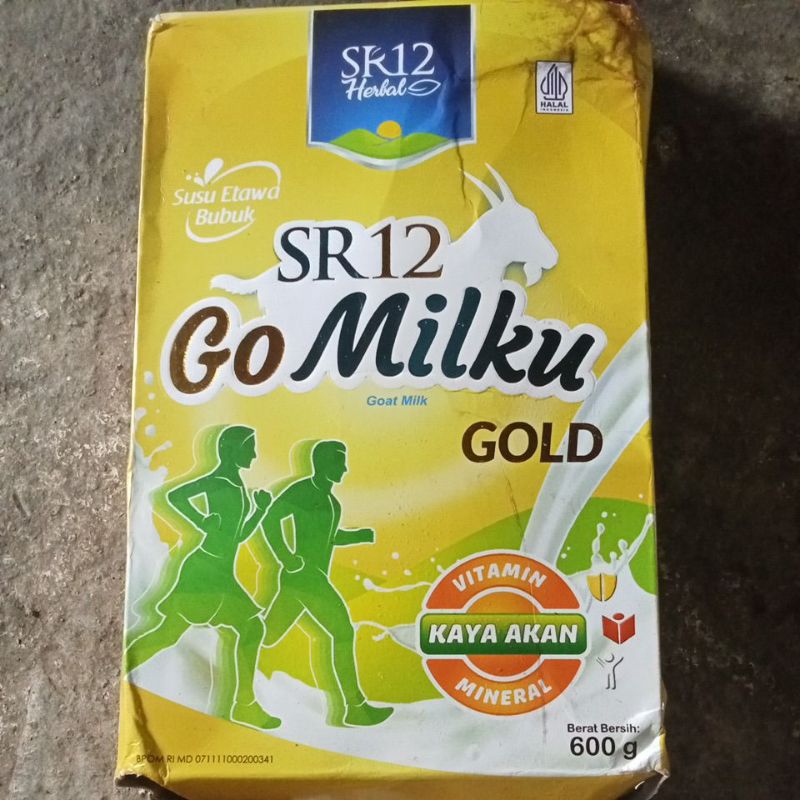 SR12
Herbal
HALAL
INDONESIA
Susu Etawa
Bubuk
SR12
Go Milku
Goat Milk
GOLD
VITAMIN
KAYA AKAN
MINERAL
Berat Bersih:
600 g
BPOM RI MD 071111000200341